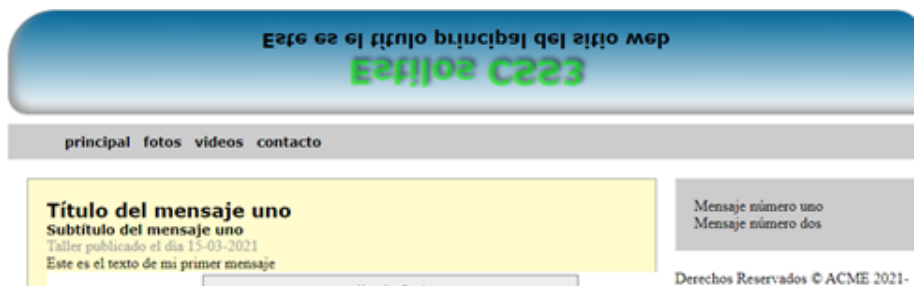 Este es el título principal del sitio web
Estilos CSS3
principal fotos videos contacto
Título del mensaje uno
Subtítulo del mensaje uno
Taller publicado el dia 15-03-2021
Este es el texto de mi primer mensaje
Mensaje número uno
Mensaje número dos
Derechos Reservados © ACME 2021-